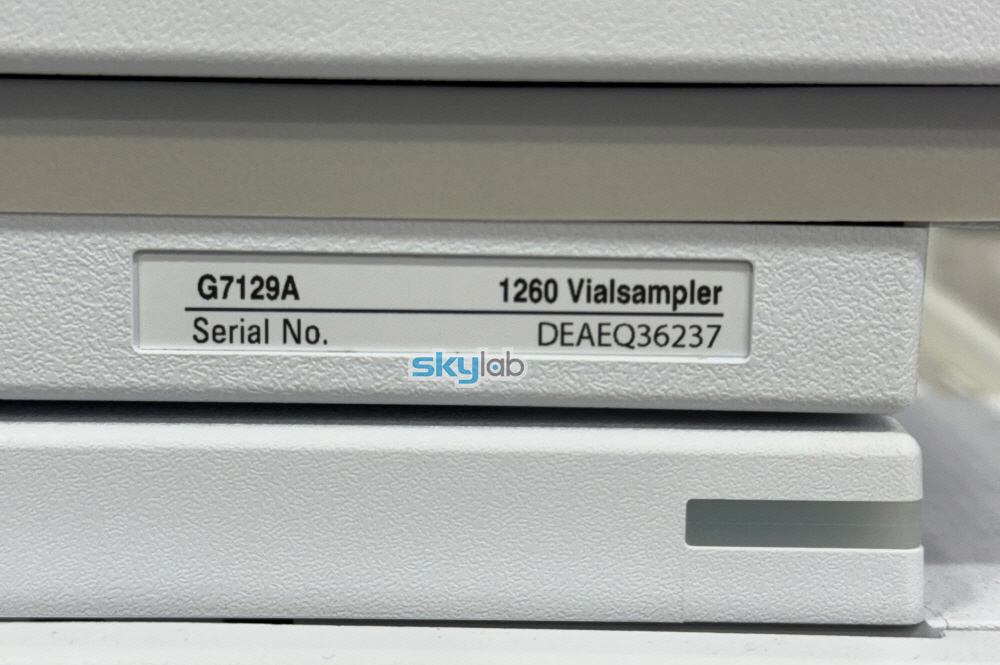 G7129A 1260 Vialsampler
Serial No. DEAEQ36237
skylab